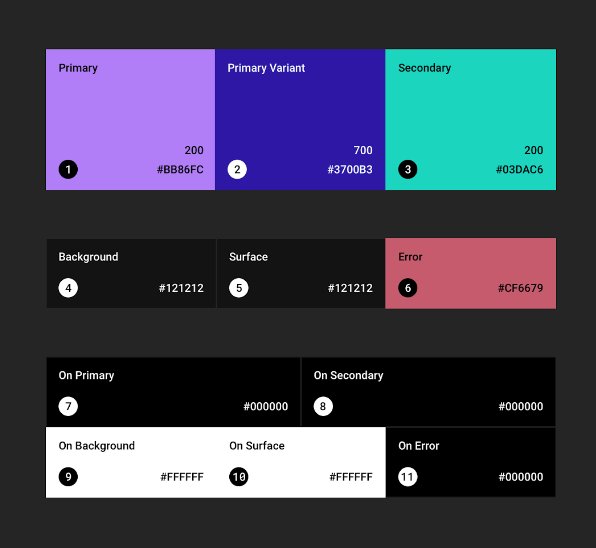 Primary
200
1 #BB86FC
Primary Variant
700
2 #3700B3
Secondary
200
3 #03DAC6
Background
4 #121212
Surface
5 #121212
Error
6 #CF6679
On Primary
7 #000000
On Secondary
8 #000000
On Background
9 #FFFFFF
On Surface
10 #FFFFFF
On Error
11 #000000